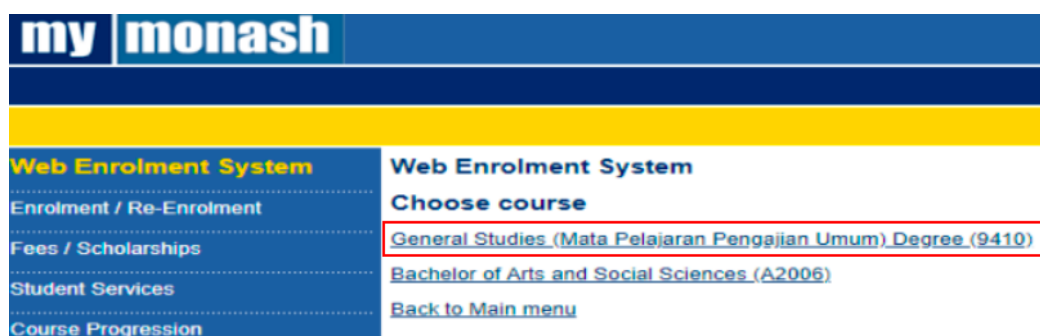 my monash
Web Enrolment System
Enrolment / Re-Enrolment
Fees / Scholarships
Student Services
Course Progression
Web Enrolment System
Choose course
General Studies (Mata Pelajaran Pengajian Umum) Degree (9410)
Bachelor of Arts and Social Sciences (A2006)
Back to Main menu